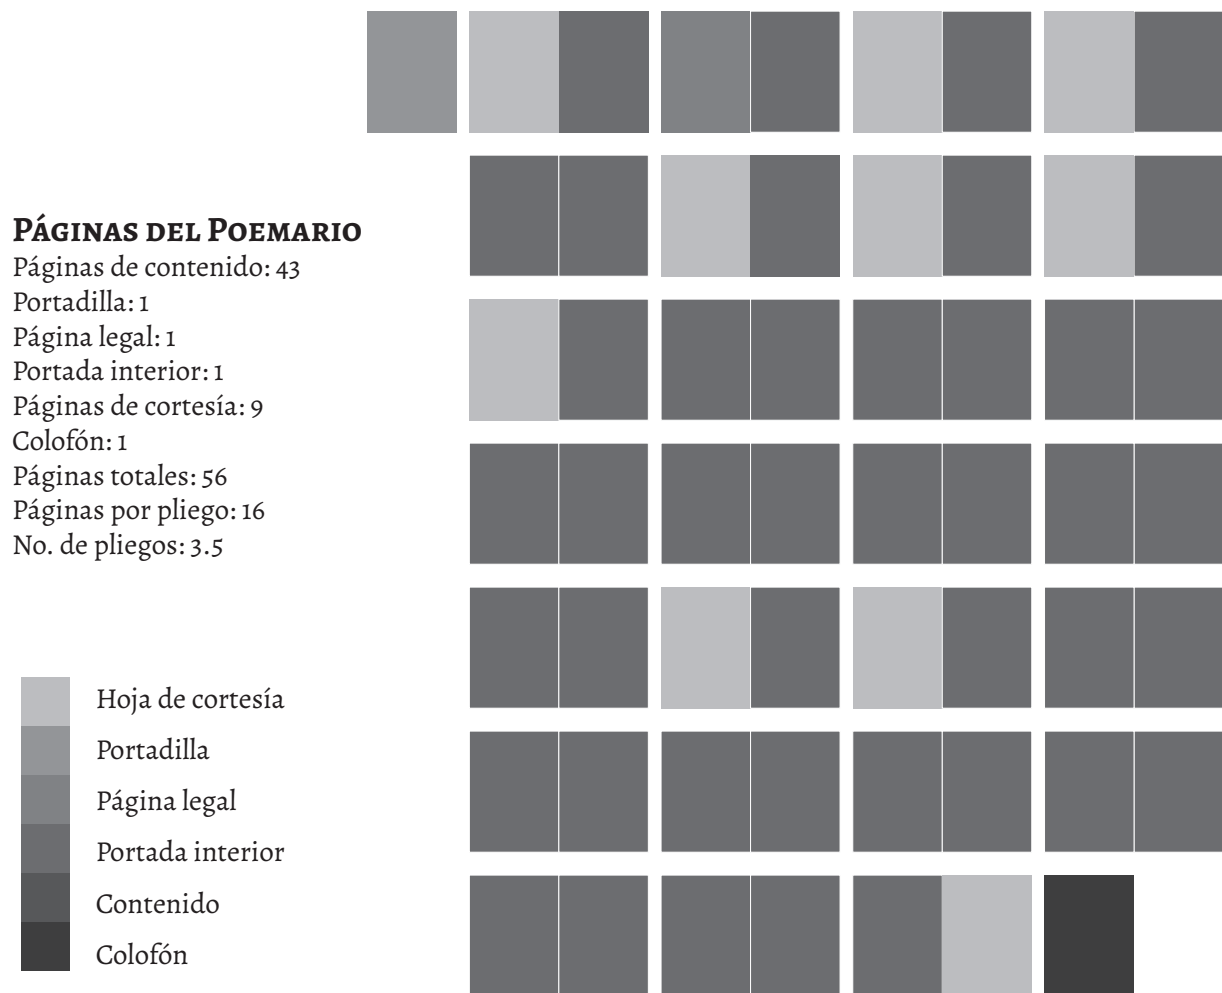 Páginas del Poemario
Páginas de contenido: 43
Portadilla: 1
Página legal: 1
Portada interior: 1
Páginas de cortesía: 9
Colofón: 1
Páginas totales: 56
Páginas por pliego: 16
No. de pliegos: 3.5
Hoja de cortesía
Portadilla
Página legal
Portada interior
Contenido
Colofón